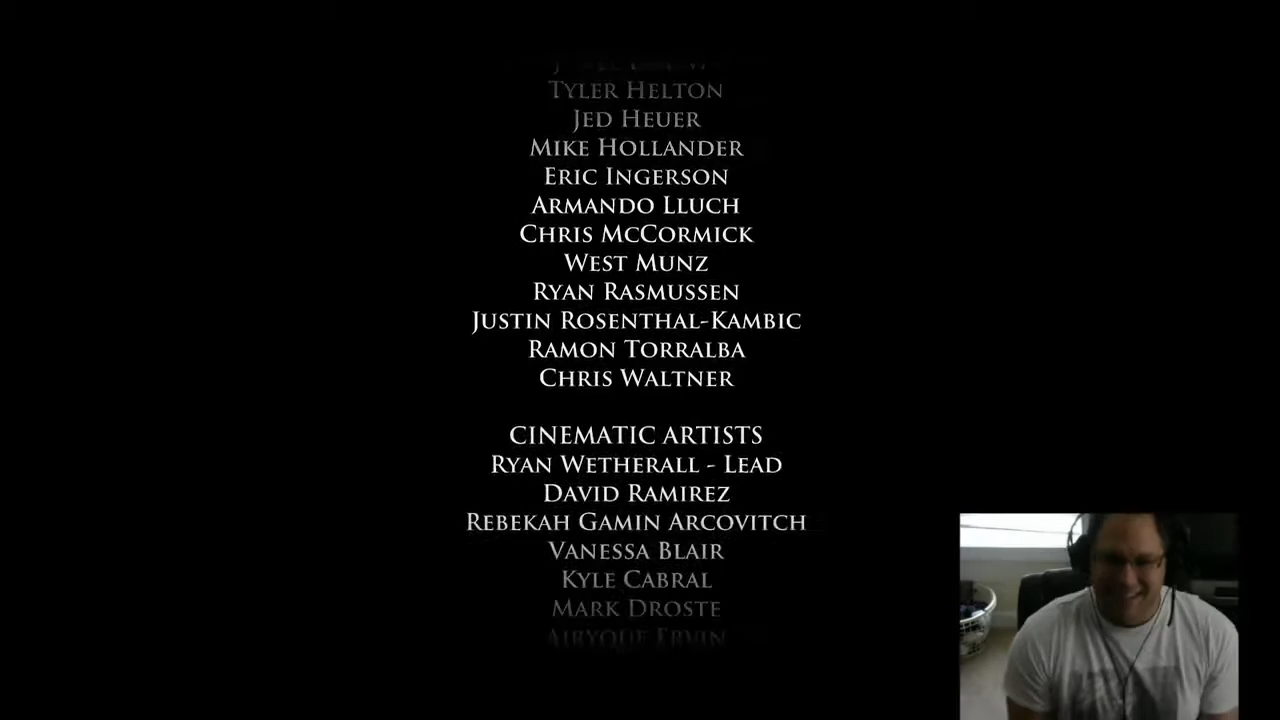 Tyler Helton
Jed Heuer
Mike Hollander
Eric Ingerson
Armando Lluch
Chris McCormick
West Munz
Ryan Rasmussen
Justin Rosenthal-Kambic
Ramon Torralba
Chris Waltner
CINEMATIC ARTISTS
Ryan Wetherall - Lead
David Ramirez
Rebekah Gamin Arcovitch
Vanessa Blair
Kyle Cabral
Mark Droste
Airyque Ervin